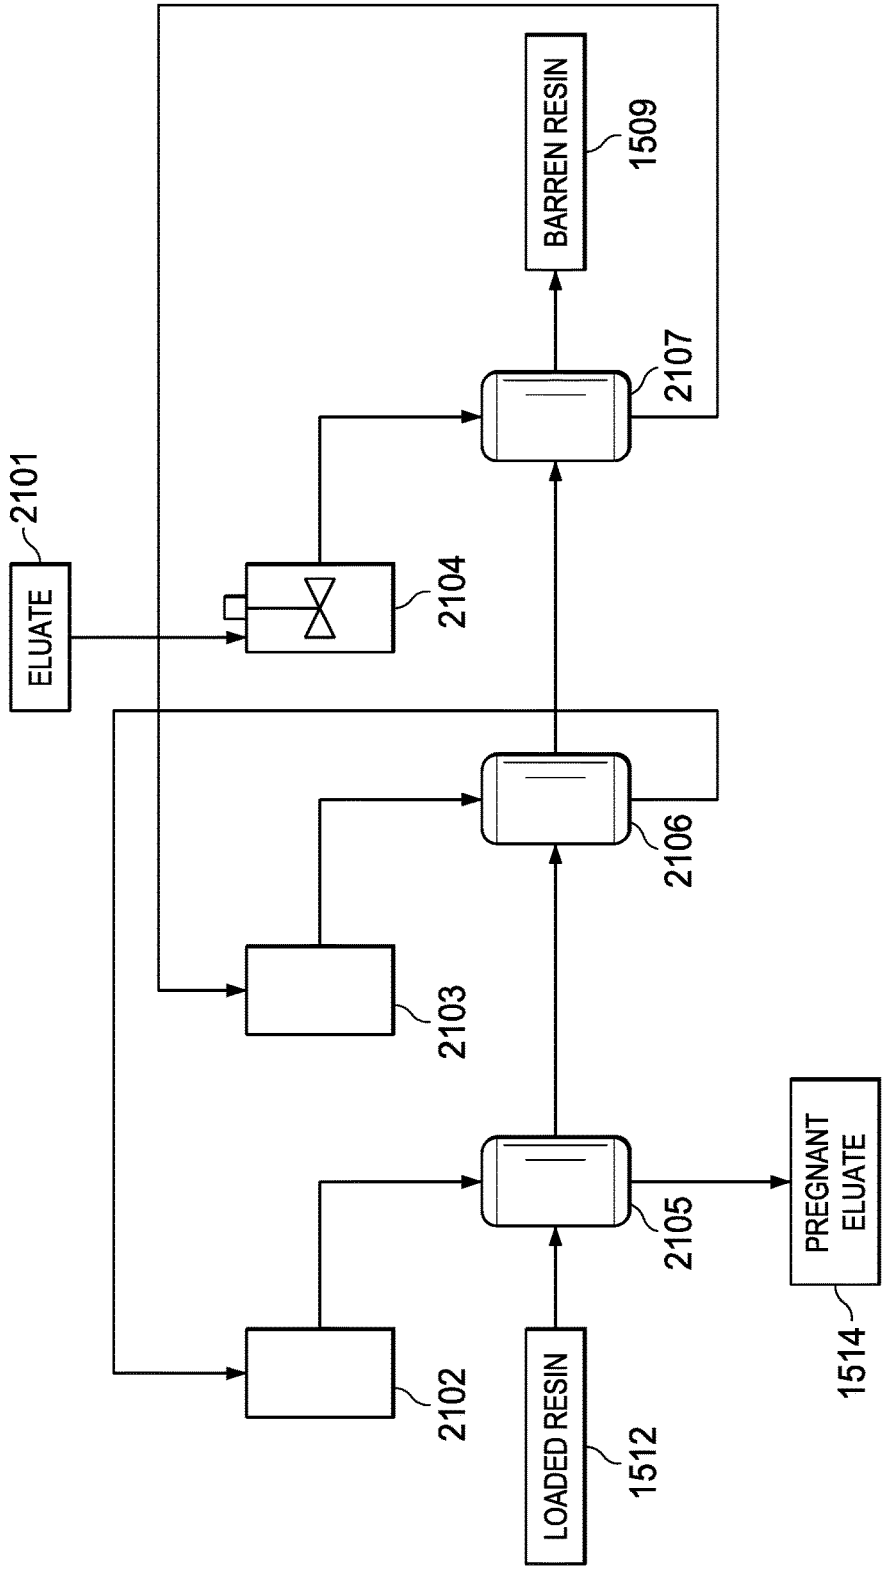 ELUATE
2101
2102
2103
2104
LOADED RESIN
1512
2105
2106
2107
BARREN RESIN
1509
PREGNANT
ELUATE
1514